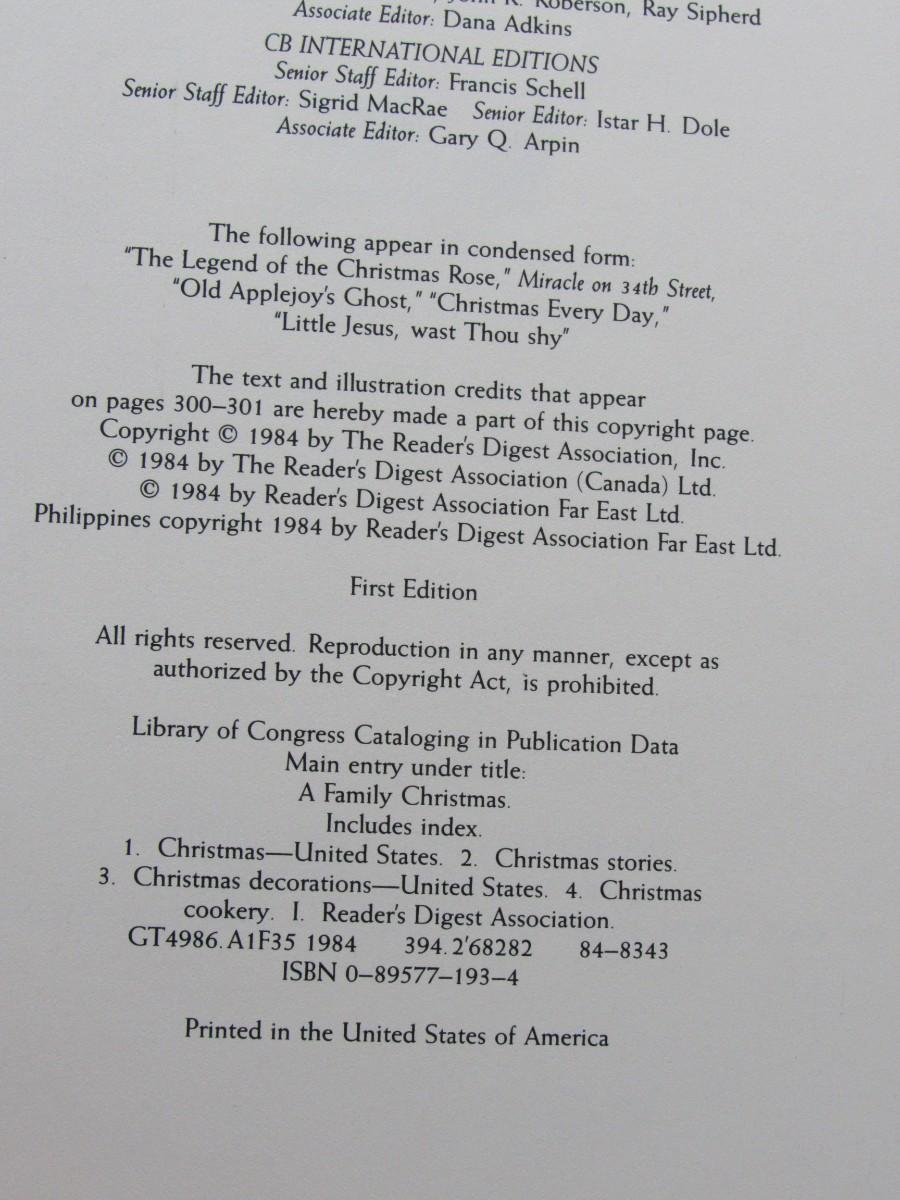 John R. Roberson, Ray Sipherd
Associate Editor: Dana Adkins
CB INTERNATIONAL EDITIONS
Senior Staff Editor: Francis Schell
Senior Staff Editor: Sigrid MacRae Senior Editor: Istar H. Dole
Associate Editor: Gary Q. Arpin
The following appear in condensed form:
"The Legend of the Christmas Rose," Miracle on 34th Street,
"Old Applejoy's Ghost," "Christmas Every Day,"
"Little Jesus, wast Thou shy"
The text and illustration credits that appear
on pages 300–301 are hereby made a part of this copyright page.
Copyright © 1984 by The Reader's Digest Association, Inc.
© 1984 by The Reader's Digest Association (Canada) Ltd.
© 1984 by Reader's Digest Association Far East Ltd.
Philippines copyright 1984 by Reader's Digest Association Far East Ltd.
First Edition
All rights reserved. Reproduction in any manner, except as
authorized by the Copyright Act, is prohibited.
Library of Congress Cataloging in Publication Data
Main entry under title:
A Family Christmas.
Includes index.
1. Christmas—United States. 2. Christmas stories.
3. Christmas decorations—United States. 4. Christmas
cookery. I. Reader's Digest Association.
GT4986.A1F35 1984 394.2'68282 84–8343
ISBN 0–89577–193–4
Printed in the United States of America